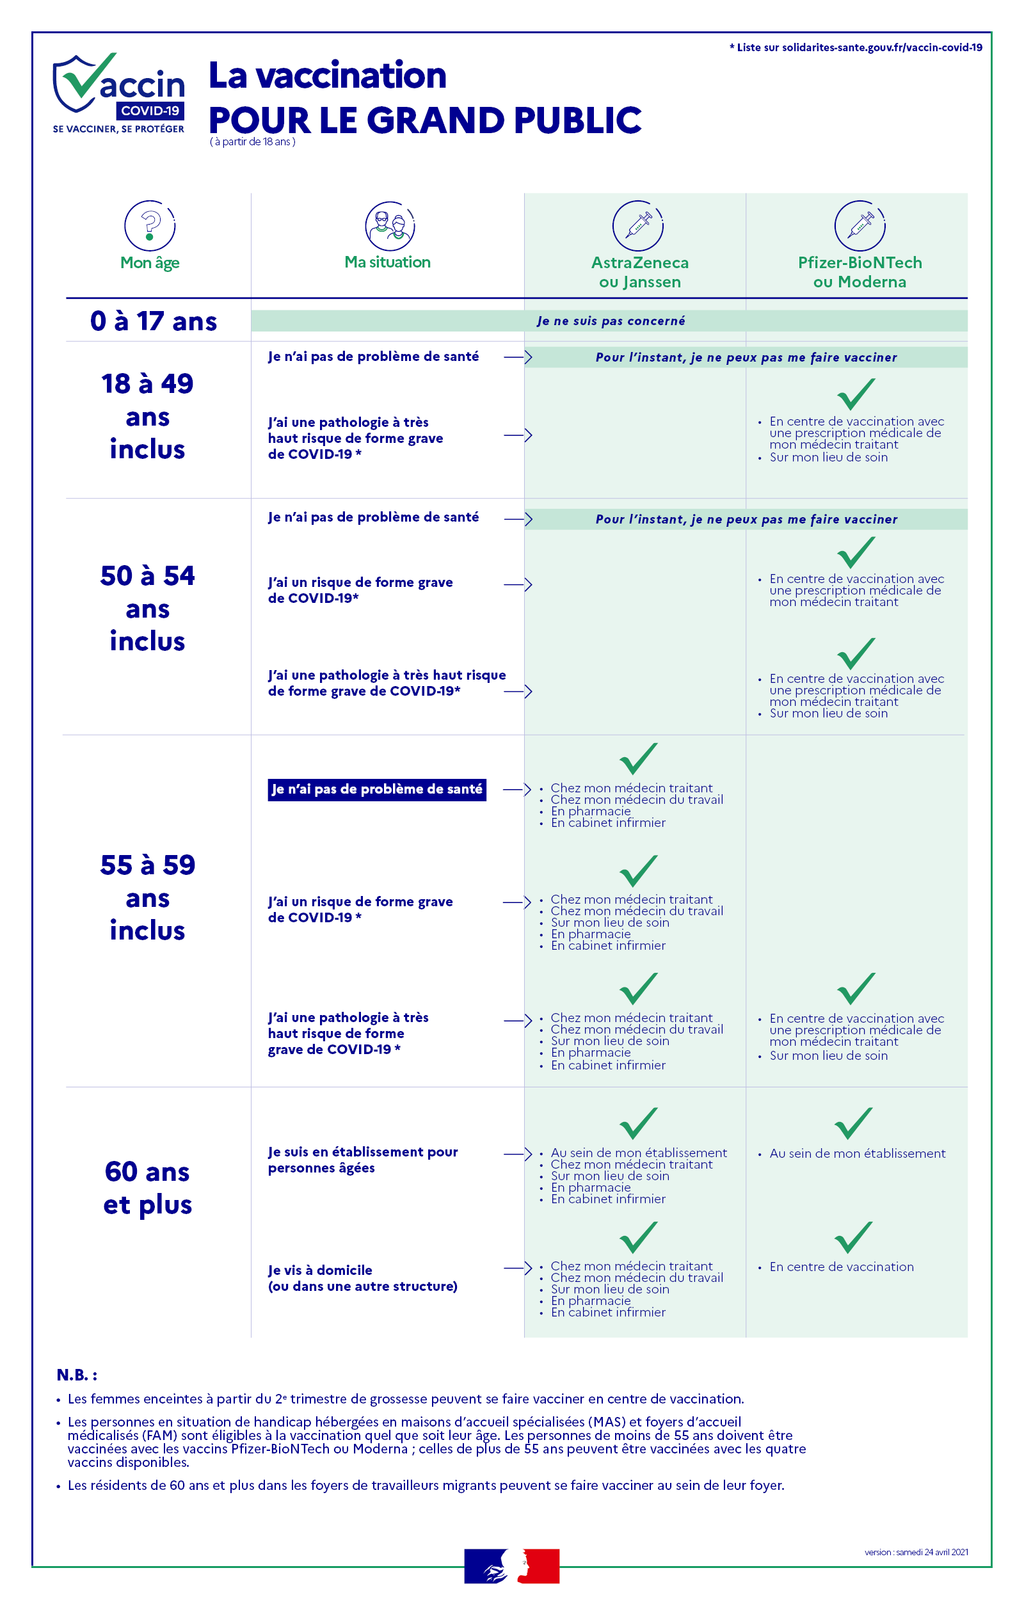 * Liste sur solidarites-sante.gouv.fr/vaccin-covid-19
Vaccin
COVID-19
SE VACCINER, SE PROTÉGER
La vaccination
POUR LE GRAND PUBLIC
( à partir de 18 ans )
Mon âge
Ma situation
AstraZeneca
ou Janssen
Pfizer-BioNTech
ou Moderna
0 à 17 ans
Je ne suis pas concerné
18 à 49
ans
inclus
Je n'ai pas de problème de santé
Pour l'instant, je ne peux pas me faire vacciner
J'ai une pathologie à très
haut risque de forme grave
de COVID-19 *
• En centre de vaccination avec
une prescription médicale de
mon médecin traitant
• Sur mon lieu de soin
50 à 54
ans
inclus
Je n'ai pas de problème de santé
Pour l'instant, je ne peux pas me faire vacciner
J'ai un risque de forme grave
de COVID-19*
• En centre de vaccination avec
une prescription médicale de
mon médecin traitant
J'ai une pathologie à très haut risque
de forme grave de COVID-19*
• En centre de vaccination avec
une prescription médicale de
mon médecin traitant
• Sur mon lieu de soin
55 à 59
ans
inclus
Je n'ai pas de problème de santé
• Chez mon médecin traitant
• Chez mon médecin du travail
• En pharmacie
• En cabinet infirmier
J'ai un risque de forme grave
de COVID-19 *
• Chez mon médecin traitant
• Chez mon médecin du travail
• Sur mon lieu de soin
• En pharmacie
• En cabinet infirmier
J'ai une pathologie à très
haut risque de forme
grave de COVID-19 *
• Chez mon médecin traitant
• Chez mon médecin du travail
• Sur mon lieu de soin
• En pharmacie
• En cabinet infirmier
• En centre de vaccination avec
une prescription médicale de
mon médecin traitant
• Sur mon lieu de soin
60 ans
et plus
Je suis en établissement pour
personnes âgées
• Au sein de mon établissement
• Chez mon médecin traitant
• Sur mon lieu de soin
• En pharmacie
• En cabinet infirmier
• Au sein de mon établissement
Je vis à domicile
(ou dans une autre structure)
• Chez mon médecin traitant
• Chez mon médecin du travail
• Sur mon lieu de soin
• En pharmacie
• En cabinet infirmier
• En centre de vaccination
N.B. :
• Les femmes enceintes à partir du 2e trimestre de grossesse peuvent se faire vacciner en centre de vaccination.
• Les personnes en situation de handicap hébergées en maisons d'accueil spécialisées (MAS) et foyers d'accueil
médicalisés (FAM) sont éligibles à la vaccination quel que soit leur âge. Les personnes de moins de 55 ans doivent être
vaccinées avec les vaccins Pfizer-BioNTech ou Moderna ; celles de plus de 55 ans peuvent être vaccinées avec les quatre
vaccins disponibles.
• Les résidents de 60 ans et plus dans les foyers de travailleurs migrants peuvent se faire vacciner au sein de leur foyer.
version : samedi 24 avril 2021